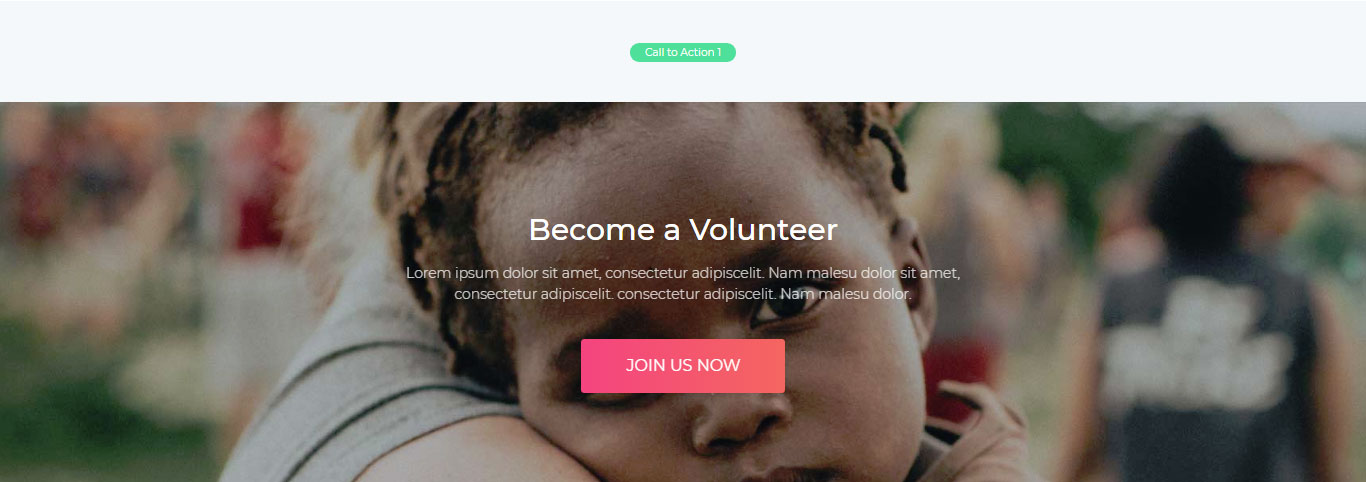 Call to Action 1
Become a Volunteer
Lorem ipsum dolor sit amet, consectetur adipiscelit. Nam malesu dolor sit amet,
consectetur adipiscelit. consectetur adipiscelit. Nam malesu dolor.
JOIN US NOW